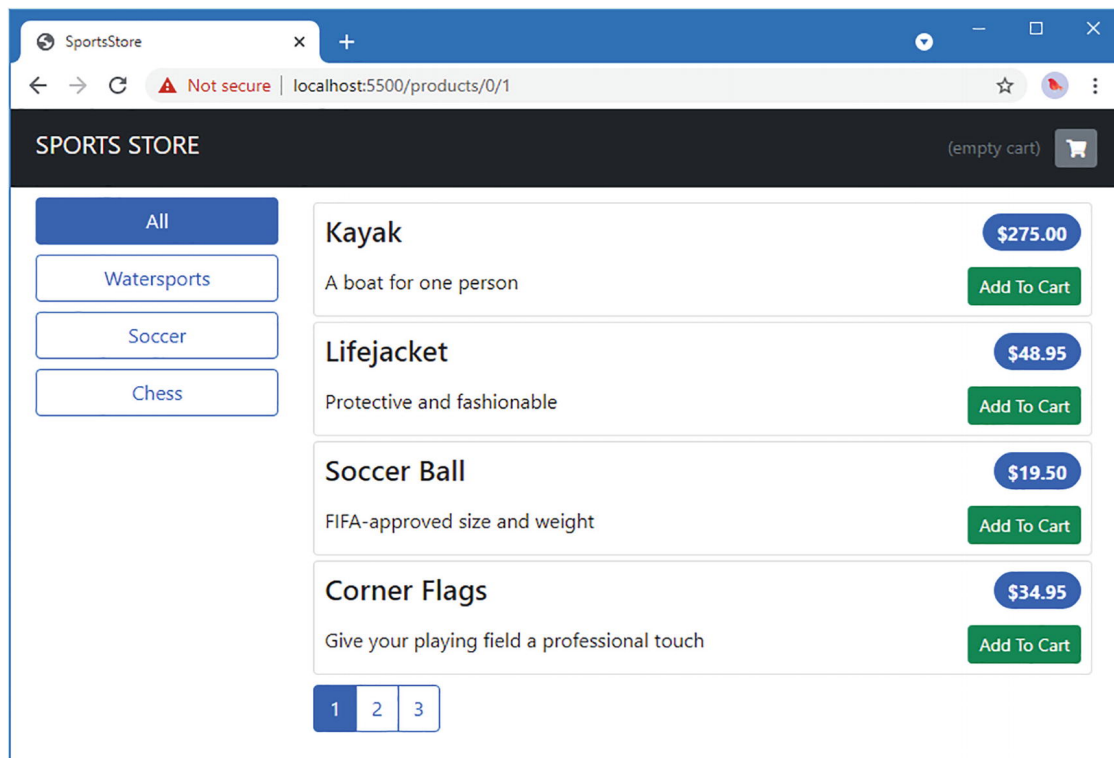 SportsStore
Not secure localhost:5500/products/0/1
SPORTS STORE
(empty cart)
All
Watersports
Soccer
Chess
Kayak
$275.00
A boat for one person
Add To Cart
Lifejacket
$48.95
Protective and fashionable
Add To Cart
Soccer Ball
$19.50
FIFA-approved size and weight
Add To Cart
Corner Flags
$34.95
Give your playing field a professional touch
Add To Cart
1 2 3